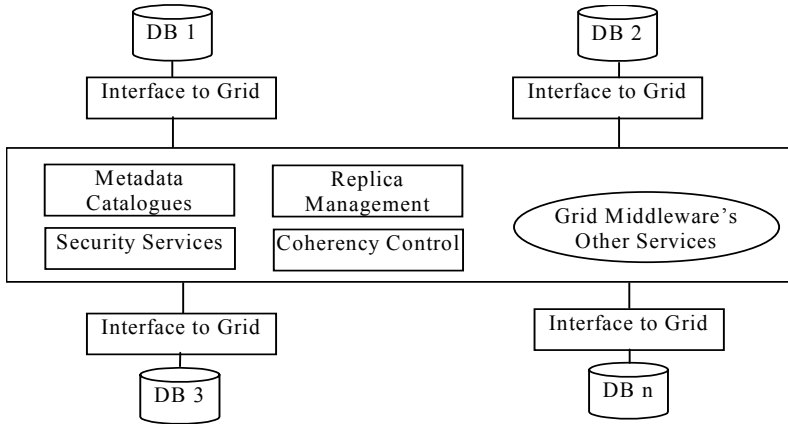 DB 1
DB 2
Interface to Grid
Interface to Grid
Metadata
Catalogues
Replica
Management
Grid Middleware's
Other Services
Security Services
Coherency Control
Interface to Grid
Interface to Grid
DB 3
DB n